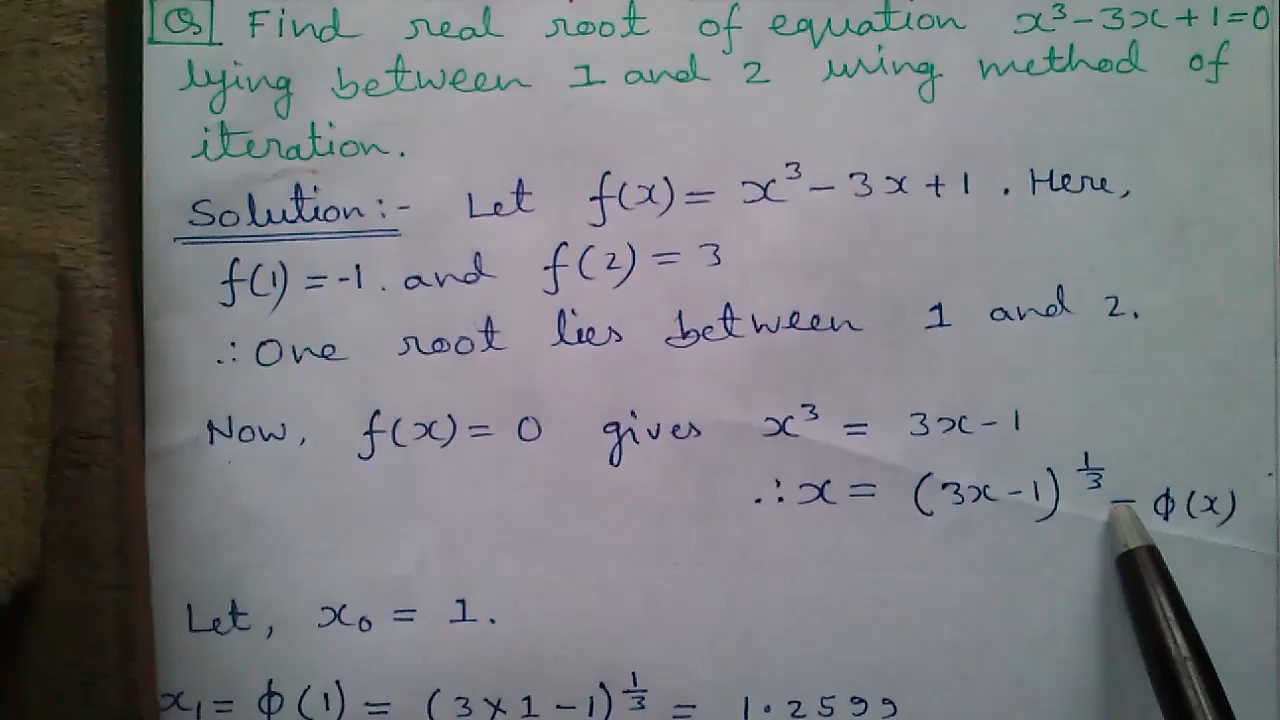 Q Find real root of equation x³-3x+1=0
lying between 1 and 2 using method of
iteration.
Solution:- Let f(x)= x³-3x+1. Here,
f(1)=-1. and f(2)=3
∴One root lies between 1 and 2.
Now, f(x)=0 gives x³ = 3x-1
∴x= (3x-1)^(1/3) = ϕ(x)
Let, x₀ = 1.
x₁= ϕ(1) = (3×1-1)^(1/3) = 1.2599